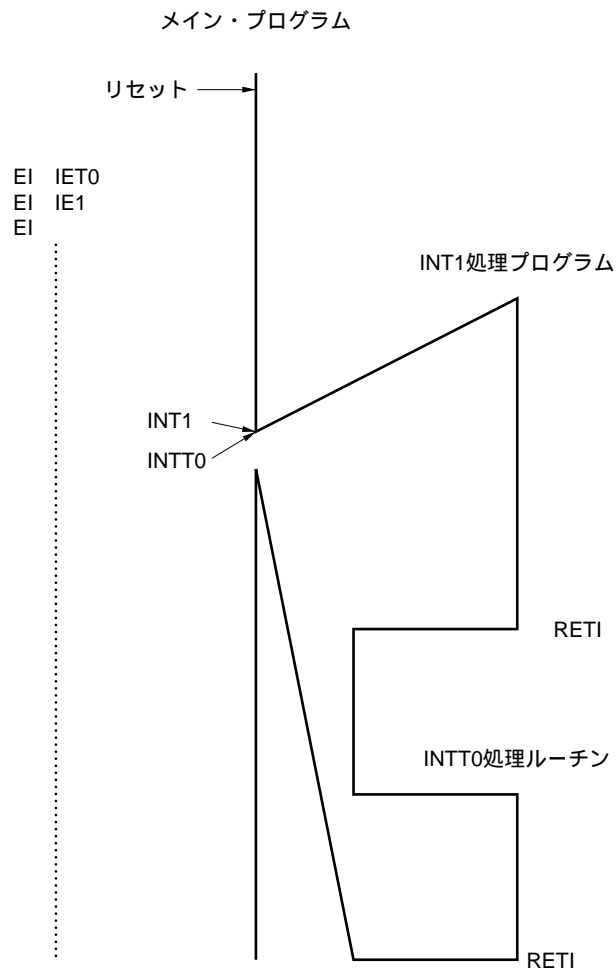 メイン・プログラム
リセット
EI IET0
EI IE1
EI
INT1処理プログラム
INT1
INTT0
RETI
INTT0処理ルーチン
RETI